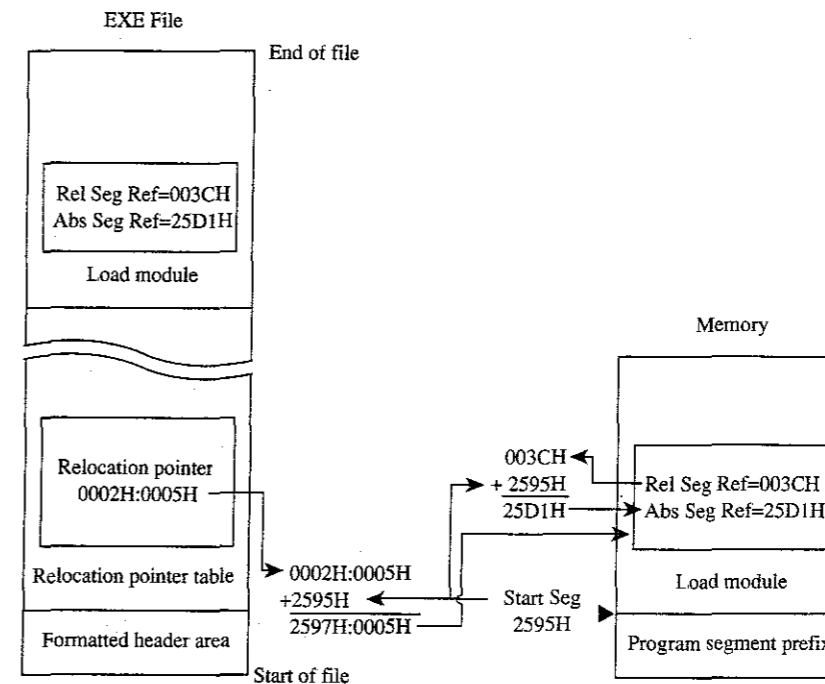 EXE File
End of file
Rel Seg Ref=003CH
Abs Seg Ref=25D1H
Load module
Relocation pointer
0002H:0005H
Relocation pointer table
Formatted header area
Start of file
0002H:0005H
+2595H
2597H:0005H
003CH
+ 2595H
25D1H
Start Seg
2595H
Memory
Rel Seg Ref=003CH
Abs Seg Ref=25D1H
Load module
Program segment prefix